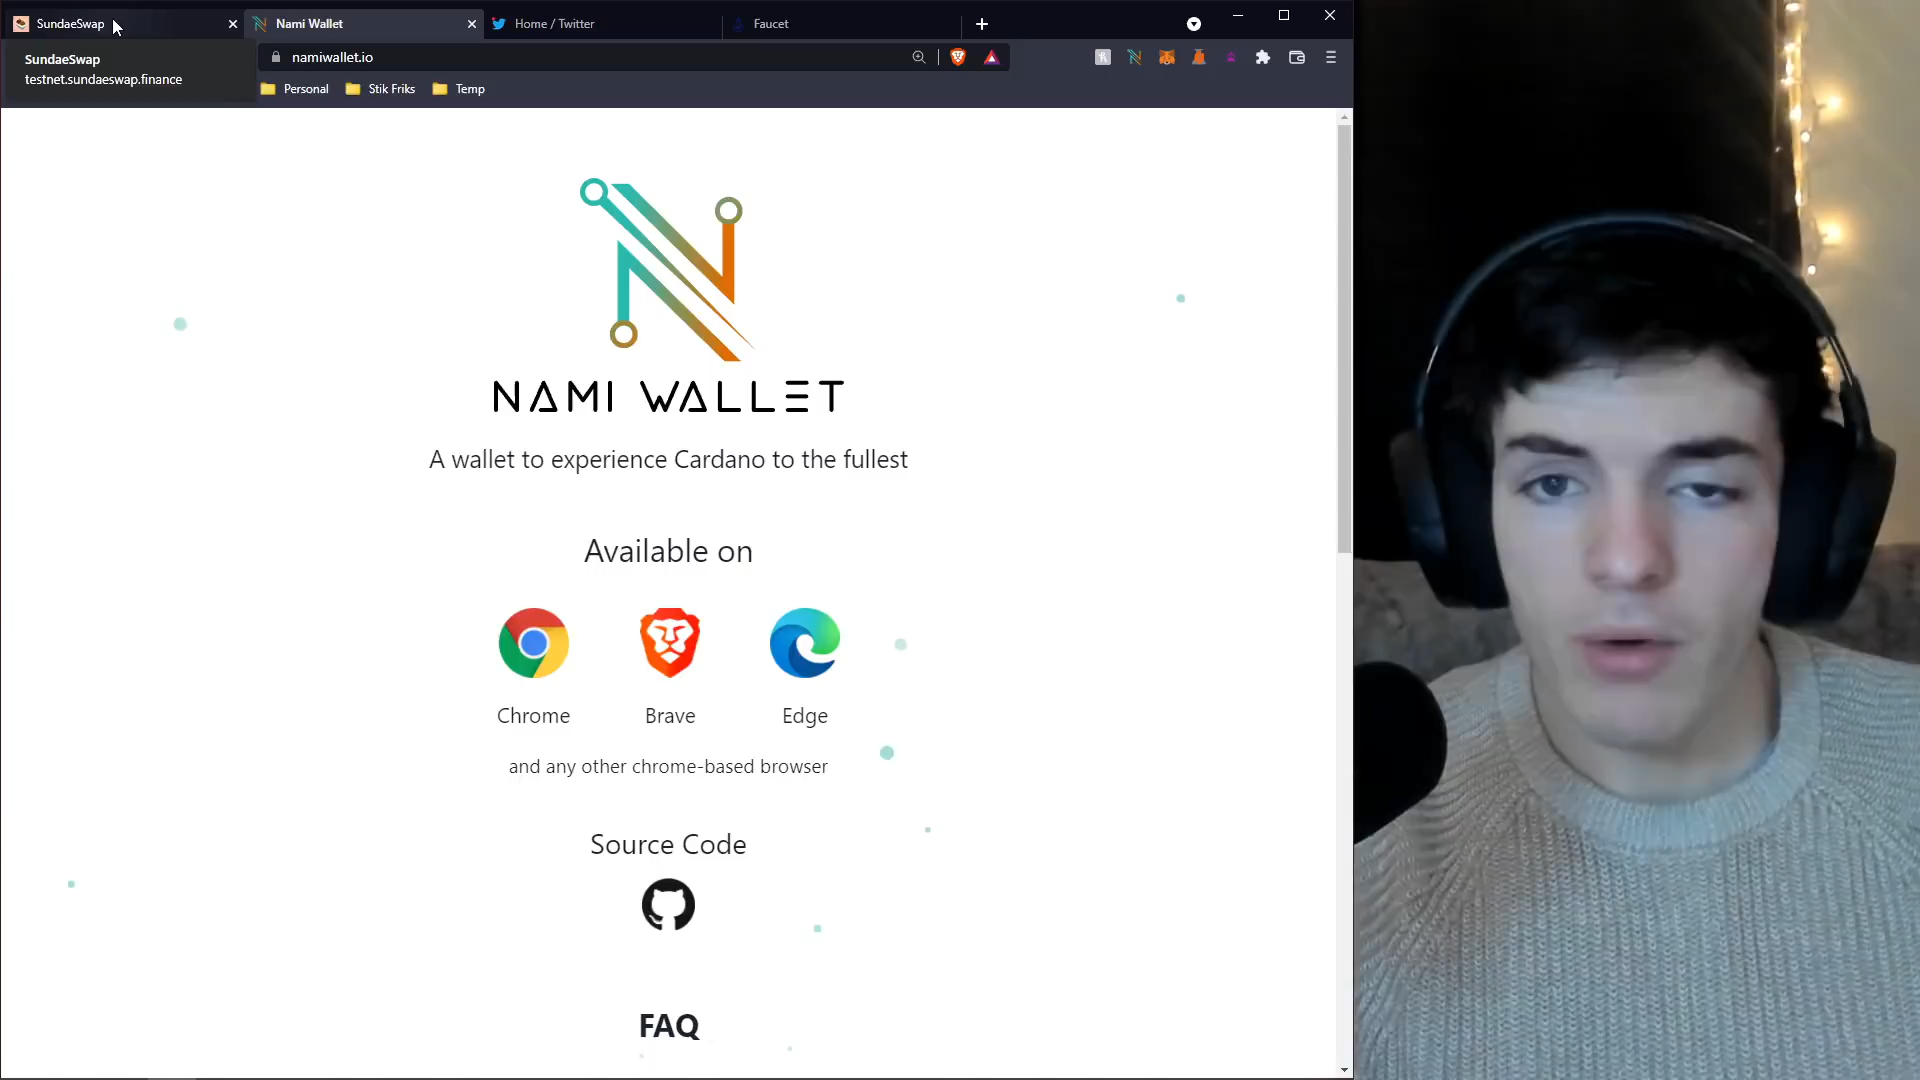 SundaeSwap
Nami Wallet
Home / Twitter
Faucet
SundaeSwap
testnet.sundaeswap.finance
namiwallet.io
Personal
Stik Friks
Temp
NAMI WALLET
A wallet to experience Cardano to the fullest
Available on
Chrome
Brave
Edge
and any other chrome-based browser
Source Code
FAQ